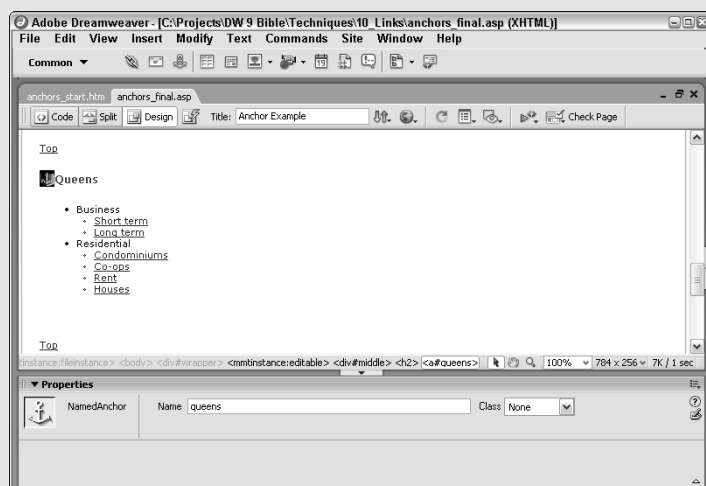 Adobe Dreamweaver - [C:\Projects\DW 9 Bible\Techniques\10_Links\anchors_final.asp (XHTML)]
File Edit View Insert Modify Text Commands Site Window Help
Common
19
anchors_start.htm anchors_final.asp
Code Split Design Title: Anchor Example Check Page
Top
Queens
• Business
◦ Short term
◦ Long term
• Residential
◦ Condominiums
◦ Co-ops
◦ Rent
◦ Houses
Top
tinstance:fileinstance> <body> <div#wrapper> <mmtinstance:editable> <div#middle> <h2> <a#queens> 100% 784 x 256 7K / 1 sec
Properties
NamedAnchor Name queens Class None